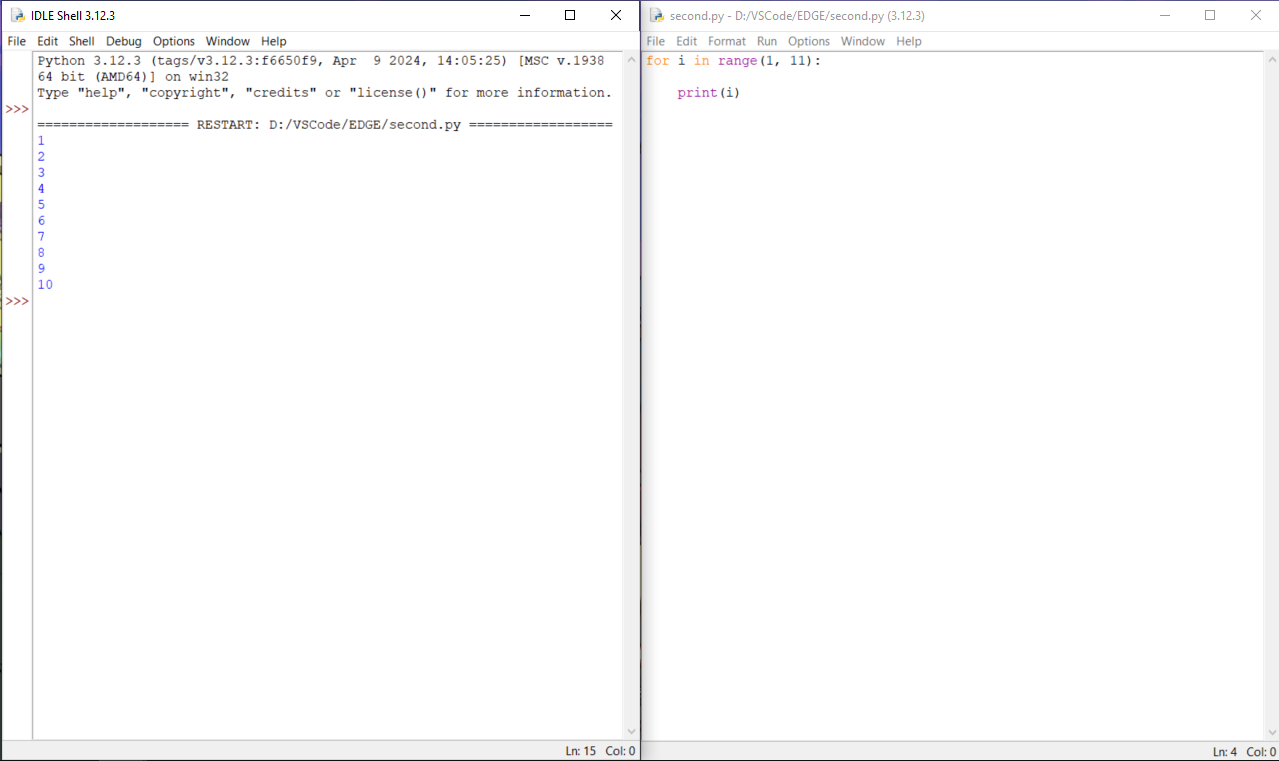 IDLE Shell 3.12.3
File Edit Shell Debug Options Window Help
Python 3.12.3 (tags/v3.12.3:f6650f9, Apr  9 2024, 14:05:25) [MSC v.1938
64 bit (AMD64)] on win32
Type "help", "copyright", "credits" or "license()" for more information.
>>>
=================== RESTART: D:/VSCode/EDGE/second.py ==================
1
2
3
4
5
6
7
8
9
10
>>>
Ln: 15 Col: 0
second.py - D:/VSCode/EDGE/second.py (3.12.3)
File Edit Format Run Options Window Help
for i in range(1, 11):
    print(i)
Ln: 4 Col: 0